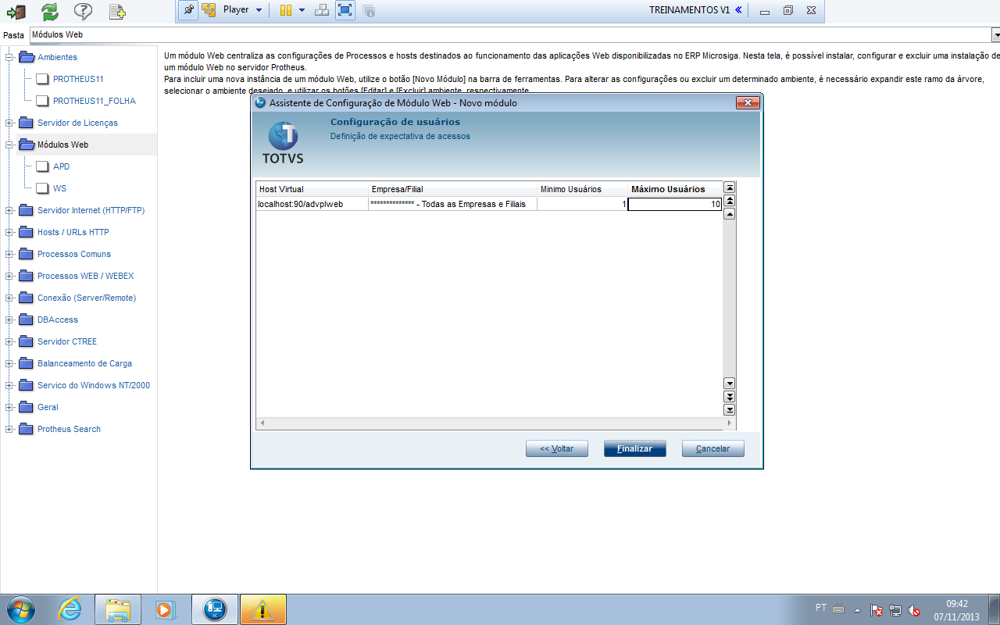 Player
TREINAMENTOS V1
Pasta
Módulos Web
Ambientes
PROTHEUS11
PROTHEUS11_FOLHA
Servidor de Licenças
Módulos Web
APD
WS
Servidor Internet (HTTP/FTP)
Hosts / URLs HTTP
Processos Comuns
Processos WEB / WEBEX
Conexão (Server/Remote)
DBAccess
Servidor CTREE
Balanceamento de Carga
Servico do Windows NT/2000
Geral
Protheus Search
Um módulo Web centraliza as configurações de Processos e hosts destinados ao funcionamento das aplicações Web disponibilizadas no ERP Microsiga. Nesta tela, é possível instalar, configurar e excluir uma instalação de
um módulo Web no servidor Protheus.
Para incluir uma nova instância de um módulo Web, utilize o botão [Novo Módulo] na barra de ferramentas. Para alterar as configurações ou excluir um determinado ambiente, é necessário expandir este ramo da árvore,
selecionar o ambiente desejado, e utilizar os botões [Editar] e [Excluir] ambiente, respectivamente.
Assistente de Configuração de Módulo Web - Novo módulo
TOTVS
Configuração de usuários
Definição de expectativa de acessos
Host Virtual Empresa/Filial Minimo Usuários Máximo Usuários
localhost:90/advplweb ************** - Todas as Empresas e Filiais 1 10
<< Voltar Finalizar Cancelar
SC
PT
09:42
07/11/2013